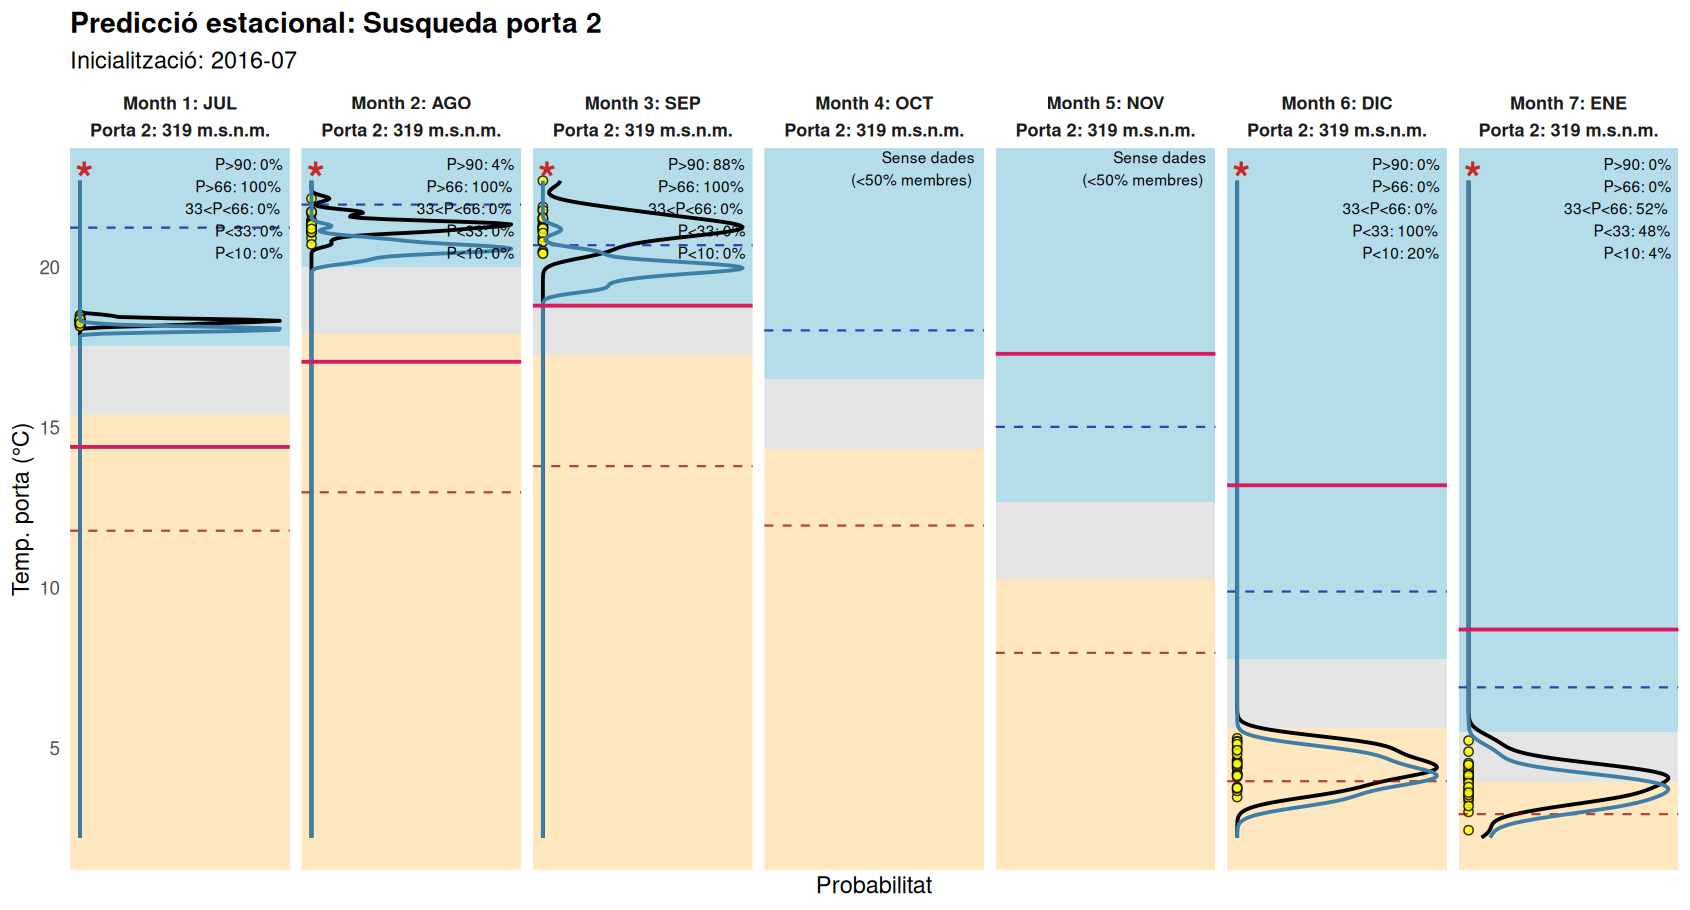 Predicció estacional: Susqueda porta 2
Inicialització: 2016-07
Month 1: JUL
Porta 2: 319 m.s.n.m.
Month 2: AGO
Porta 2: 319 m.s.n.m.
Month 3: SEP
Porta 2: 319 m.s.n.m.
Month 4: OCT
Porta 2: 319 m.s.n.m.
Month 5: NOV
Porta 2: 319 m.s.n.m.
Month 6: DIC
Porta 2: 319 m.s.n.m.
Month 7: ENE
Porta 2: 319 m.s.n.m.
*
P>90: 0%
P>66: 100%
33<P<66: 0%
P<33: 0%
P<10: 0%
*
P>90: 4%
P>66: 100%
33<P<66: 0%
P<33: 0%
P<10: 0%
*
P>90: 88%
P>66: 100%
33<P<66: 0%
P<33: 0%
P<10: 0%
Sense dades
(<50% membres)
Sense dades
(<50% membres)
*
P>90: 0%
P>66: 0%
33<P<66: 0%
P<33: 100%
P<10: 20%
*
P>90: 0%
P>66: 0%
33<P<66: 52%
P<33: 48%
P<10: 4%
Temp. porta (°C)
20
15
10
5
Probabilitat